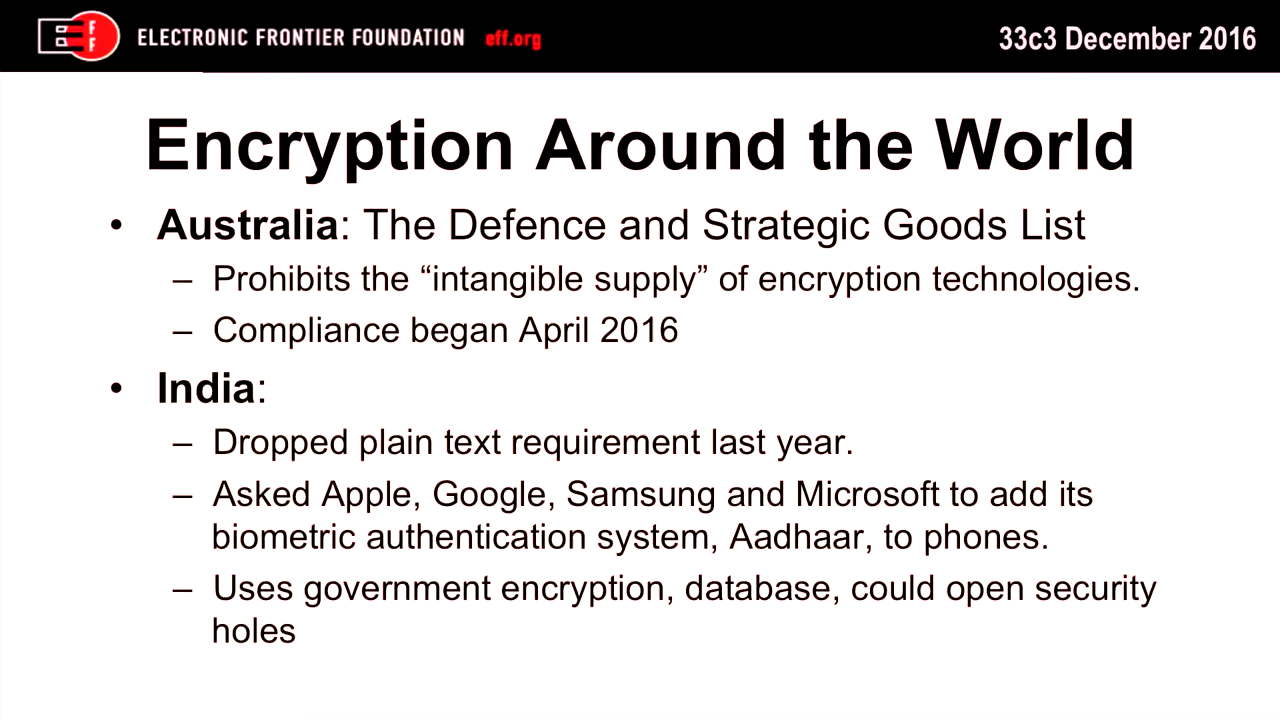 EFF ELECTRONIC FRONTIER FOUNDATION eff.org
33c3 December 2016
Encryption Around the World
• Australia: The Defence and Strategic Goods List
– Prohibits the “intangible supply” of encryption technologies.
– Compliance began April 2016
• India:
– Dropped plain text requirement last year.
– Asked Apple, Google, Samsung and Microsoft to add its
biometric authentication system, Aadhaar, to phones.
– Uses government encryption, database, could open security
holes